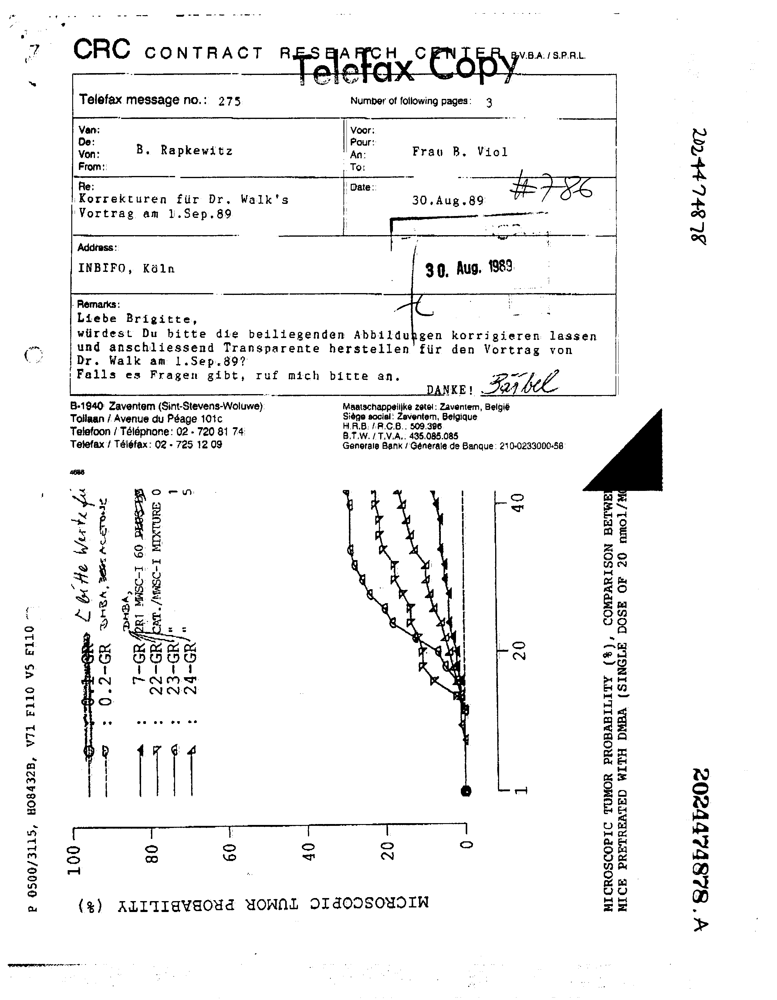 CRC CONTRACT RESEARCH CENTER B.V.B.A./S.P.R.L.
Telefax Copy
Telefax message no.: 275
Number of following pages: 3
Van:
De:
Von: B. Rapkewitz
From:
Voor:
Pour:
An: Frau B. Viol
To:
Re:
Korrekturen für Dr. Walk's
Vortrag am 1.Sep.89
Date: 30.Aug.89
#786
Address:
INBIFO, Köln
30. Aug. 1989
Remarks:
Liebe Brigitte,
würdest Du bitte die beiliegenden Abbildungen korrigieren lassen
und anschliessend Transparente herstellen für den Vortrag von
Dr. Walk am 1.Sep.89?
Falls es Fragen gibt, ruf mich bitte an.
DANKE! Bärbel
B-1940 Zaventem (Sint-Stevens-Woluwe)
Tollaan / Avenue du Péage 101c
Telefoon / Téléphone: 02 - 720 81 74
Telefax / Téléfax: 02 - 725 12 09
Maatschappelijke zetel: Zaventem, België
Siège social: Zaventem, Belgique
H.R.B. / R.C.B.. 509.396
B.T.W. / T.V.A.. 435.085.085
Generale Bank / Générale de Banque: 210-0233000-58
bitte Werte für
0.1-GR
: 0.2-GR DMBA, ACETONE
DMBA,
: 7-GR 2R1 MWSC-I 60
: 22-GR CAT./MWSC-I MIXTURE 0
: 23-GR " 1
: 24-GR " 5
100
80
60
40
20
0
MICROSCOPIC TUMOR PROBABILITY (%)
1
20
40
MICROSCOPIC TUMOR PROBABILITY (%), COMPARISON BETWE
MICE PRETREATED WITH DMBA (SINGLE DOSE OF 20 nmol/MO
P 0500/3115, HO8432B, V71 F110 V5 F110
2024474878
2024474878.A